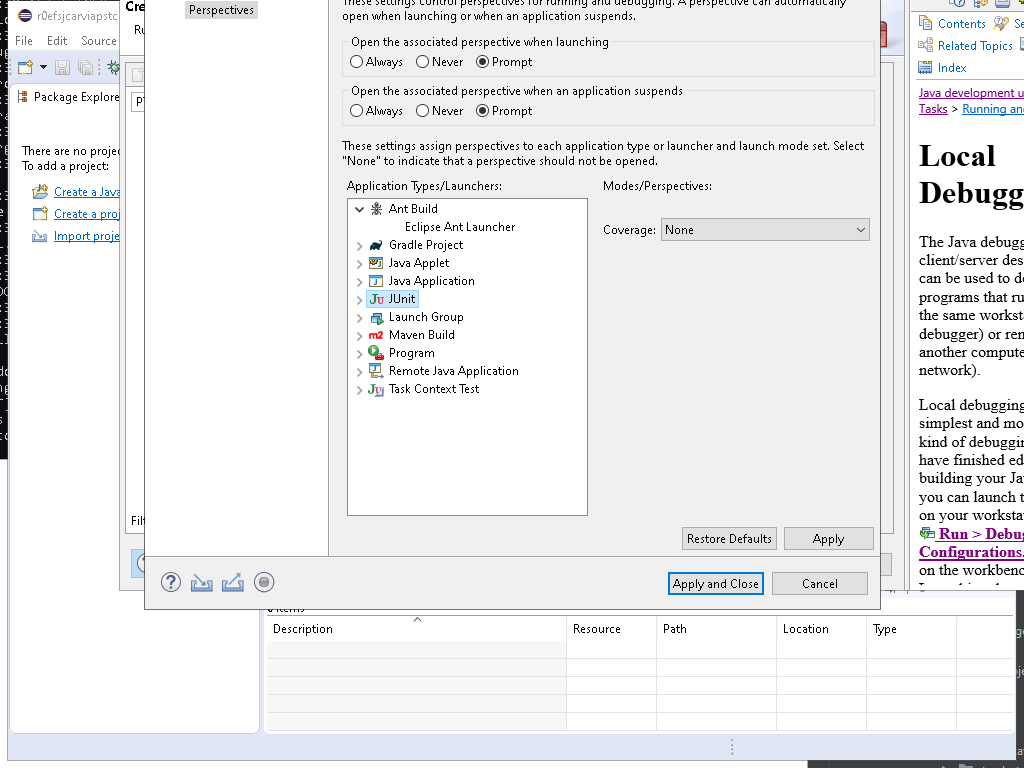 r0efsjcarviapstc
File Edit Source
Package Explore
There are no projec
To add a project:
Create a Java
Create a proj
Import proje
Cre
Ru
Perspectives
These settings control perspectives for running and debugging. A perspective can automatically
open when launching or when an application suspends.
Open the associated perspective when launching
Always Never Prompt
Open the associated perspective when an application suspends
Always Never Prompt
These settings assign perspectives to each application type or launcher and launch mode set. Select
"None" to indicate that a perspective should not be opened.
Application Types/Launchers:
Modes/Perspectives:
Ant Build
Eclipse Ant Launcher
Gradle Project
Java Applet
Java Application
JUnit
Launch Group
Maven Build
Program
Remote Java Application
Task Context Test
Coverage: None
Restore Defaults Apply
Apply and Close Cancel
Filt
Description Resource Path Location Type
Contents Se
Related Topics
Index
Java development u
Tasks > Running and
Local
Debugg
The Java debugg
client/server des
can be used to de
programs that ru
the same worksta
debugger) or rem
another compute
network).
Local debugging
simplest and mo
kind of debuggin
have finished ed
building your Jav
you can launch t
on your workstat
Run > Debug
Configurations.
on the workbenc